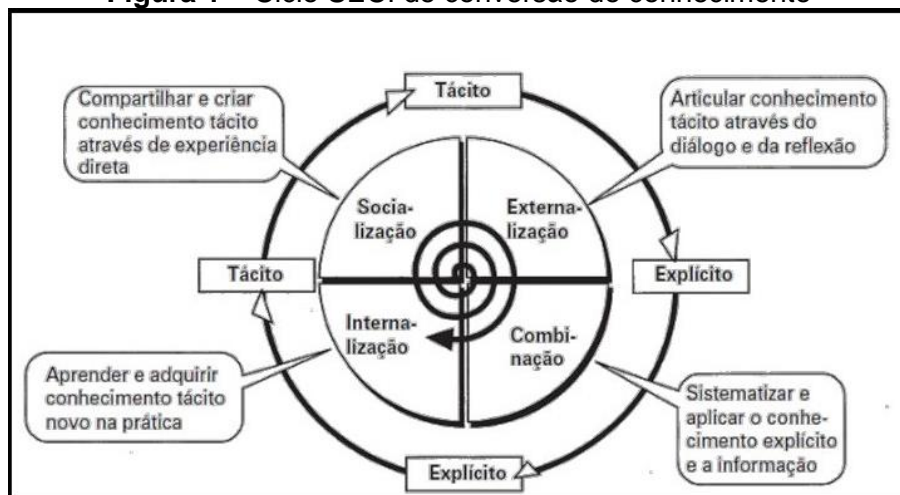 Figura
Ciclo SECI de conversão do conhecimento
Tácito
Compartilhar e criar
conhecimento tácito
através de experiência
direta
Articular conhecimento
tácito através do
diálogo e da reflexão
Sociа-
lização
Externa-
lização
Tácito
Explícito
Interna-
lização
Combi-
nação
Aprender e adquirir
conhecimento tácito
novo na prática
Sistematizar e
aplicar o conhe-
cimento explícito
e a informação
Explícito